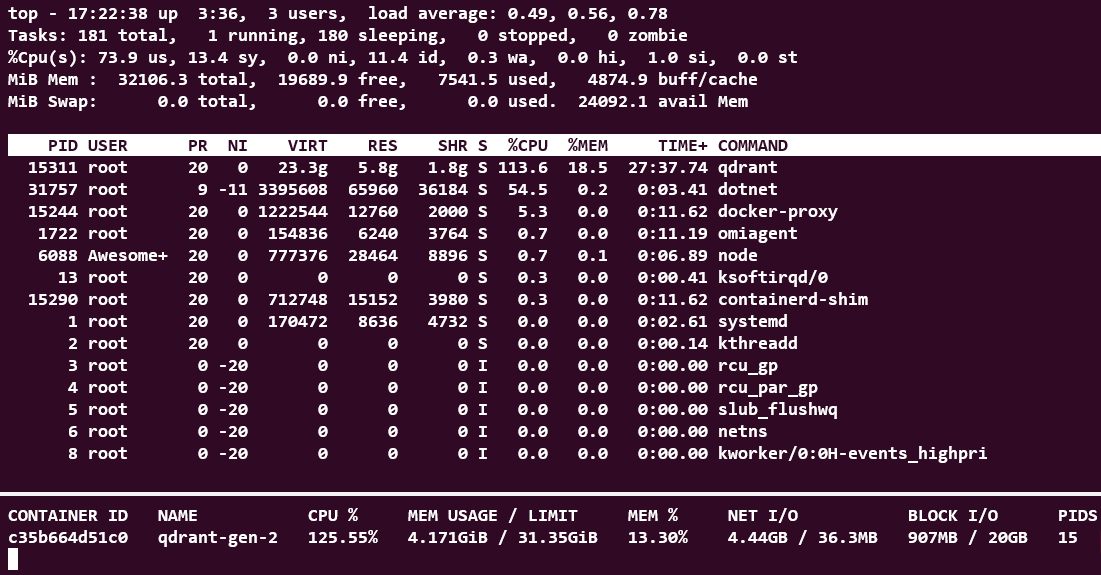 top - 17:22:38 up  3:36,  3 users,  load average: 0.49, 0.56, 0.78
Tasks: 181 total,   1 running, 180 sleeping,   0 stopped,   0 zombie
%Cpu(s): 73.9 us, 13.4 sy,  0.0 ni, 11.4 id,  0.3 wa,  0.0 hi,  1.0 si,  0.0 st
MiB Mem :  32106.3 total,  19689.9 free,   7541.5 used,   4874.9 buff/cache
MiB Swap:      0.0 total,      0.0 free,      0.0 used.  24092.1 avail Mem
PID USER      PR  NI    VIRT    RES    SHR S  %CPU  %MEM     TIME+ COMMAND
15311 root      20   0   23.3g   5.8g   1.8g S 113.6  18.5  27:37.74 qdrant
31757 root       9 -11 3395608  65960  36184 S  54.5   0.2   0:03.41 dotnet
15244 root      20   0 1222544  12760   2000 S   5.3   0.0   0:11.62 docker-proxy
1722 root      20   0  154836   6240   3764 S   0.7   0.0   0:11.19 omiagent
6088 Awesome+  20   0  777376  28464   8896 S   0.7   0.1   0:06.89 node
13 root      20   0       0      0      0 S   0.3   0.0   0:00.41 ksoftirqd/0
15290 root      20   0  712748  15152   3980 S   0.3   0.0   0:11.62 containerd-shim
1 root      20   0  170472   8636   4732 S   0.0   0.0   0:02.61 systemd
2 root      20   0       0      0      0 S   0.0   0.0   0:00.14 kthreadd
3 root       0 -20       0      0      0 I   0.0   0.0   0:00.00 rcu_gp
4 root       0 -20       0      0      0 I   0.0   0.0   0:00.00 rcu_par_gp
5 root       0 -20       0      0      0 I   0.0   0.0   0:00.00 slub_flushwq
6 root       0 -20       0      0      0 I   0.0   0.0   0:00.00 netns
8 root       0 -20       0      0      0 I   0.0   0.0   0:00.00 kworker/0:0H-events_highpri
CONTAINER ID   NAME           CPU %     MEM USAGE / LIMIT     MEM %     NET I/O           BLOCK I/O     PIDS
c35b664d51c0   qdrant-gen-2   125.55%   4.171GiB / 31.35GiB   13.30%    4.44GB / 36.3MB   907MB / 20GB   15